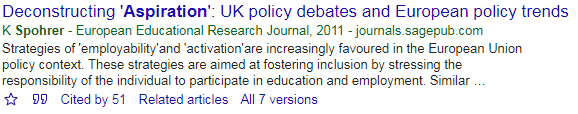 Deconstructing 'Aspiration': UK policy debates and European policy trends
K Spohrer - European Educational Research Journal, 2011 - journals.sagepub.com
Strategies of 'employability'and 'activation'are increasingly favoured in the European Union
policy context. These strategies are aimed at fostering inclusion by stressing the
responsibility of the individual to participate in education and employment. Similar …
Cited by 51 Related articles All 7 versions